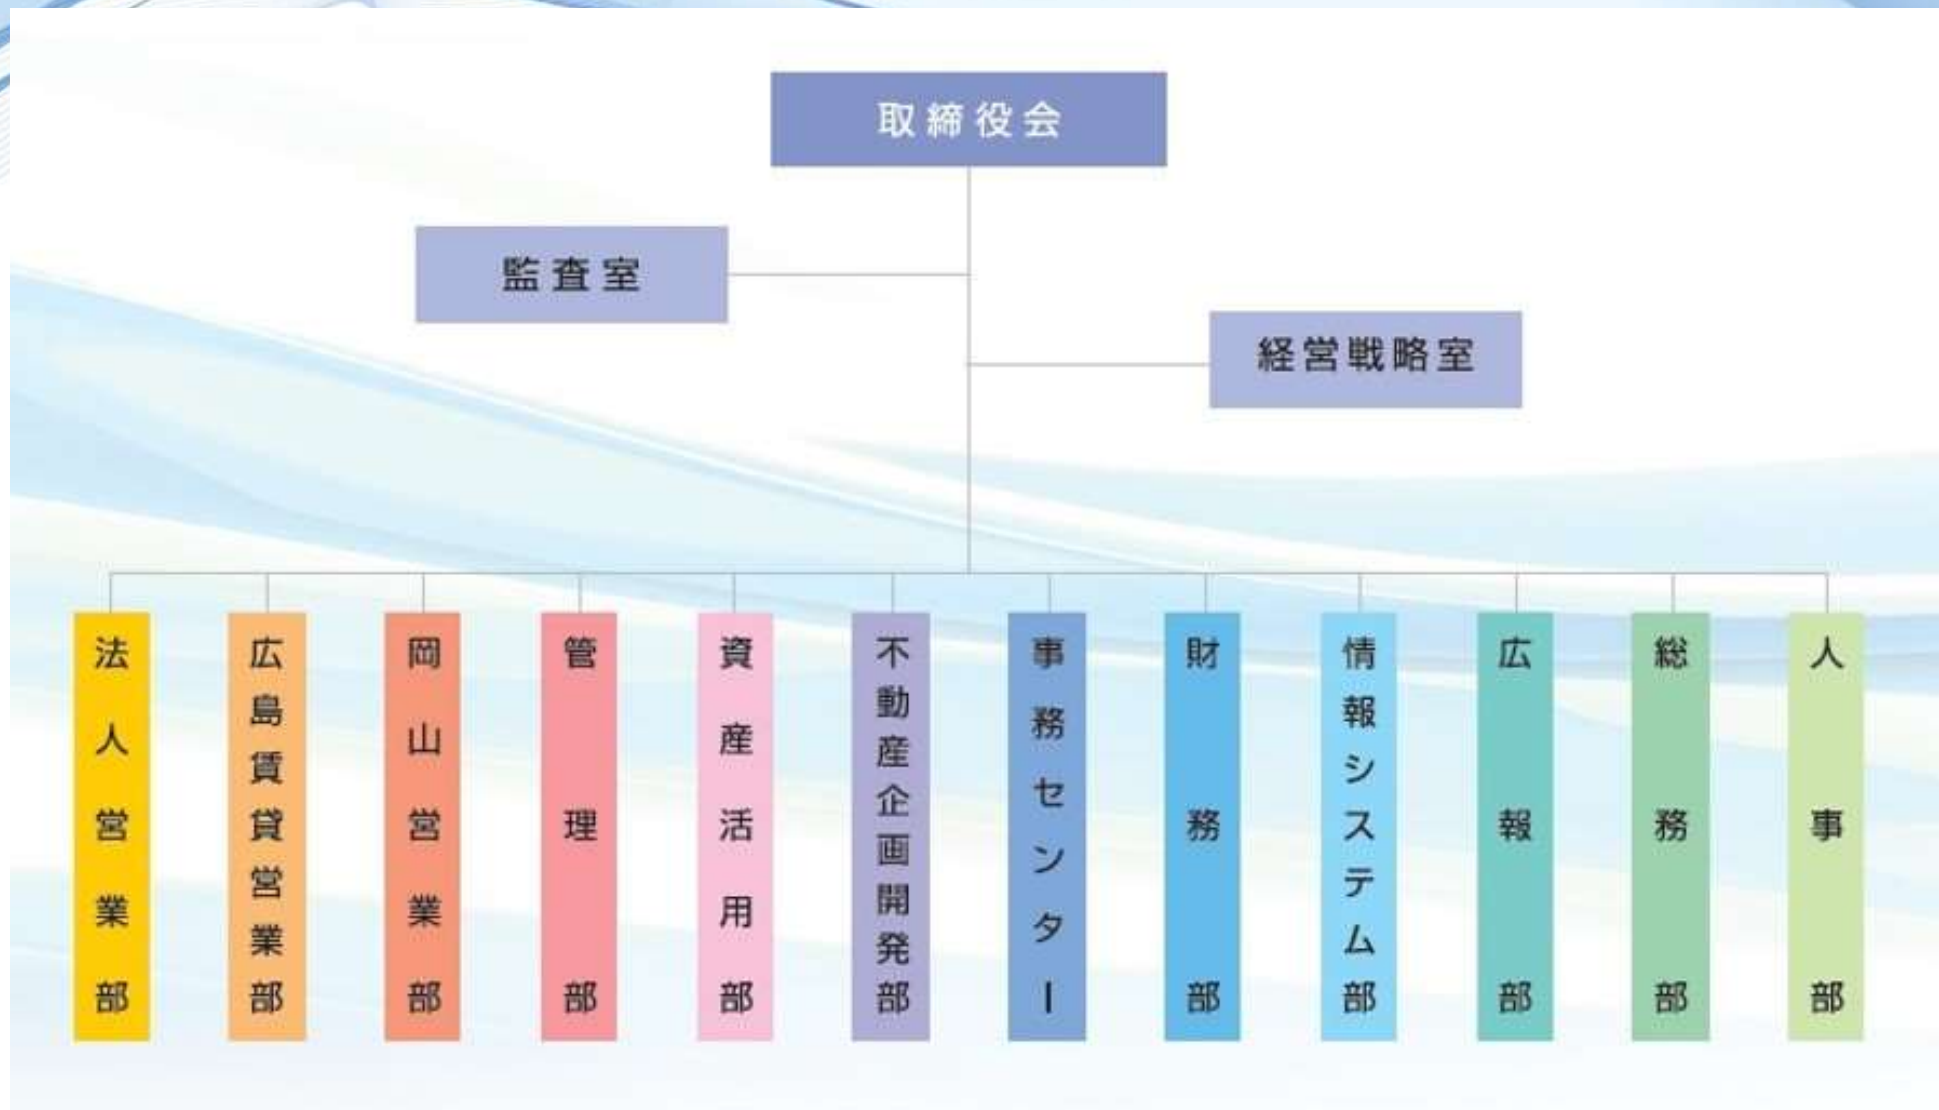 取締役会
監査室
経営戦略室
法人営業部
広島賃貸営業部
岡山営業部
管理部
資産活用部
不動産企画開発部
事務センター
財務部
情報システム部
広報部
総務部
人事部